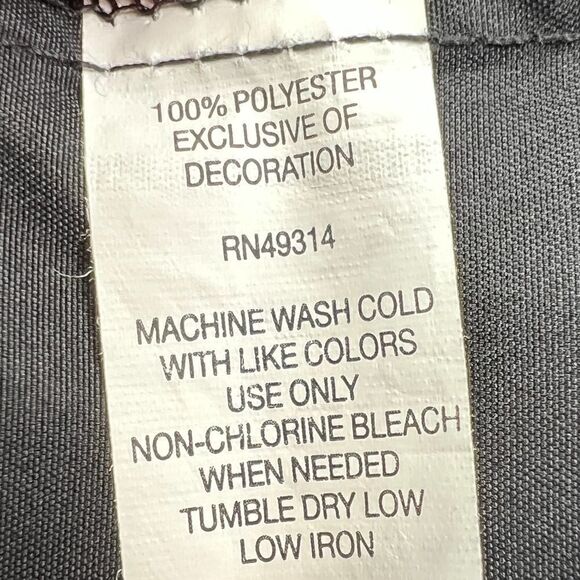 100% POLYESTER
EXCLUSIVE OF
DECORATION
RN49314
MACHINE WASH COLD
WITH LIKE COLORS
USE ONLY
NON-CHLORINE BLEACH
WHEN NEEDED
TUMBLE DRY LOW
LOW IRON